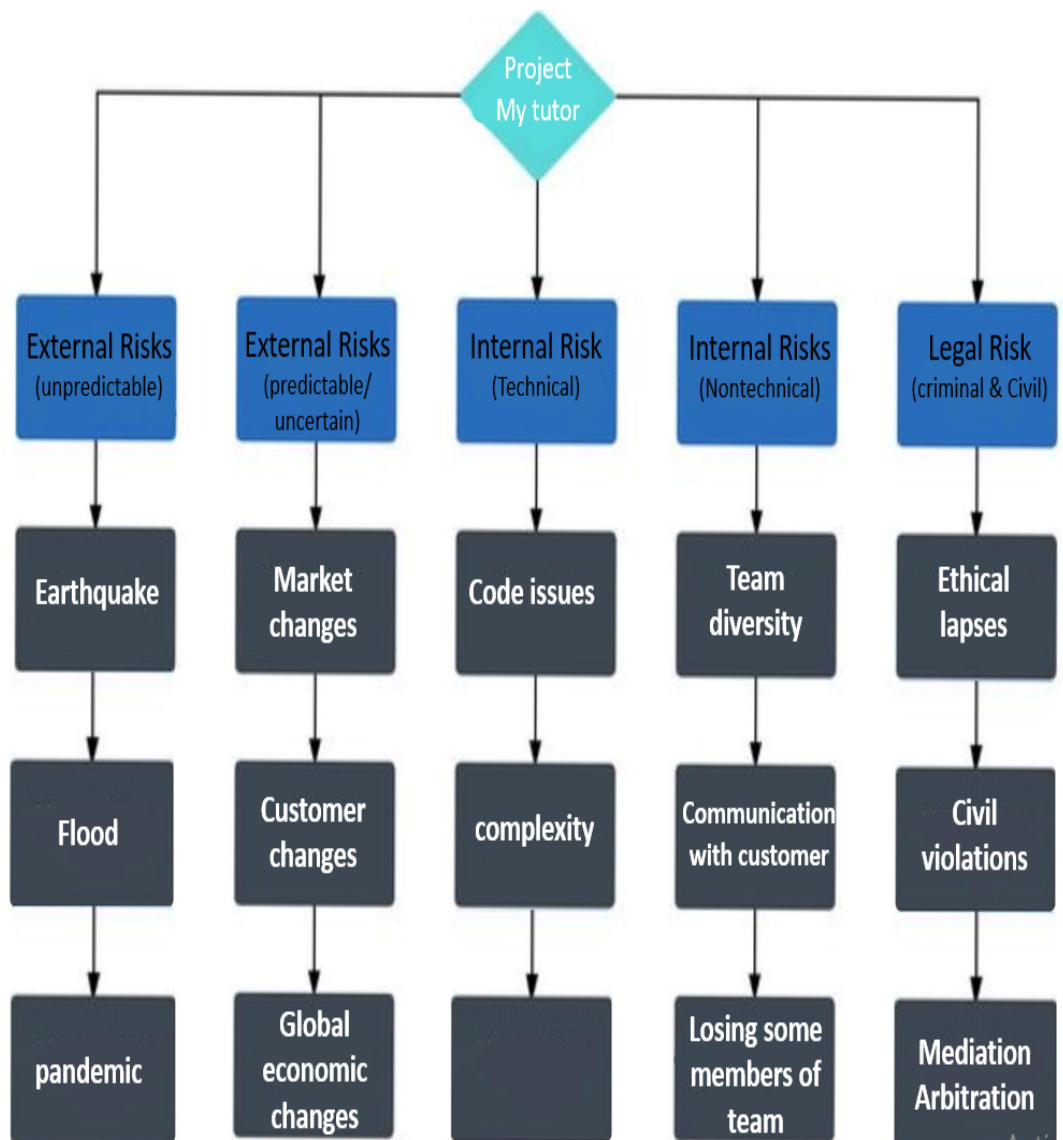 Project
My tutor
External Risks
(unpredictable)
External Risks
(predictable/
uncertain)
Internal Risk
(Technical)
Internal Risks
(Nontechnical)
Legal Risk
(criminal & Civil)
Earthquake
Market
changes
Code issues
Team
diversity
Ethical
lapses
Flood
Customer
changes
complexity
Communication
with customer
Civil
violations
pandemic
Global
economic
changes
Losing some
members of
team
Mediation
Arbitration